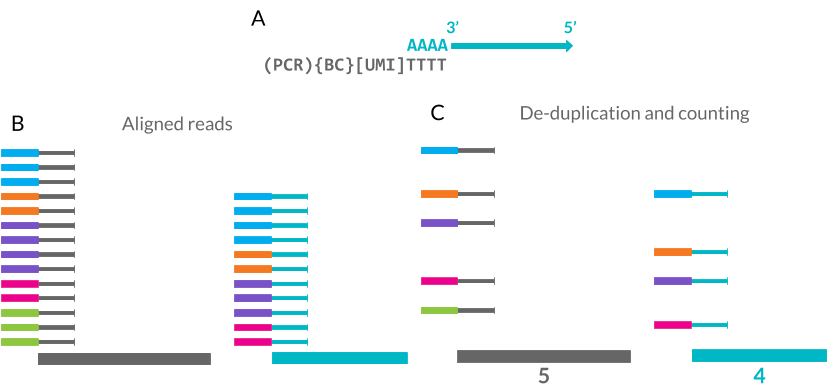 A
3’ 5’
AAAA
(PCR){BC}[UMI]TTTT
B
Aligned reads
C
De-duplication and counting
5
4